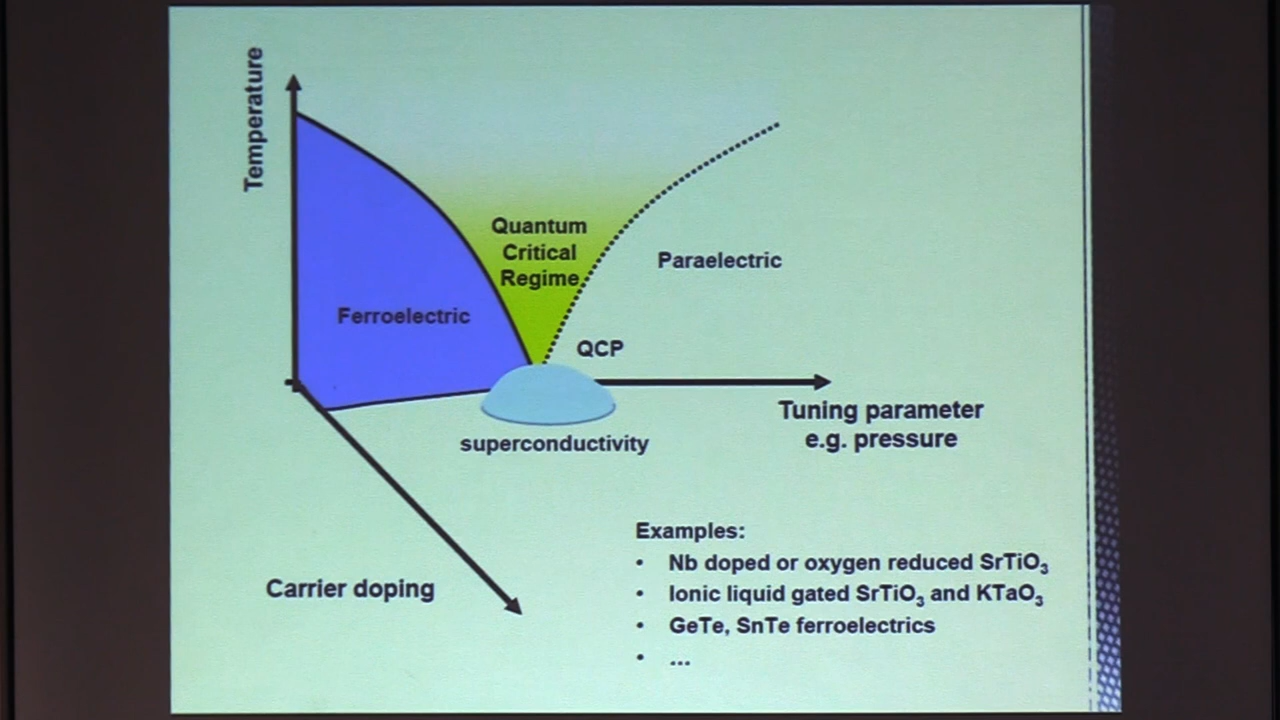 Temperature
Quantum
Critical
Regime
Paraelectric
Ferroelectric
QCP
Tuning parameter
e.g. pressure
superconductivity
Carrier doping
Examples:
• Nb doped or oxygen reduced SrTiO₃
• Ionic liquid gated SrTiO₃ and KTaO₃
• GeTe, SnTe ferroelectrics
• ...